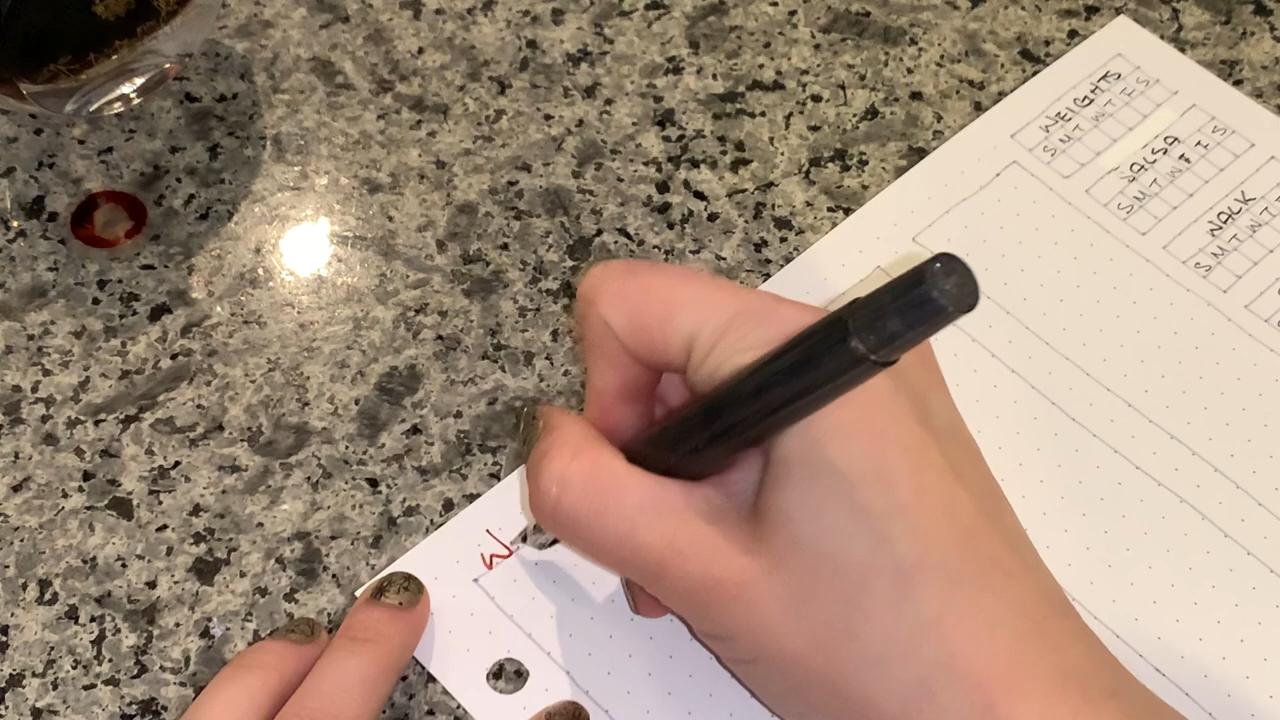 WEIGHTS
S M T W T F S
SALSA
S M T W F T S
WALK
S M T W T
W